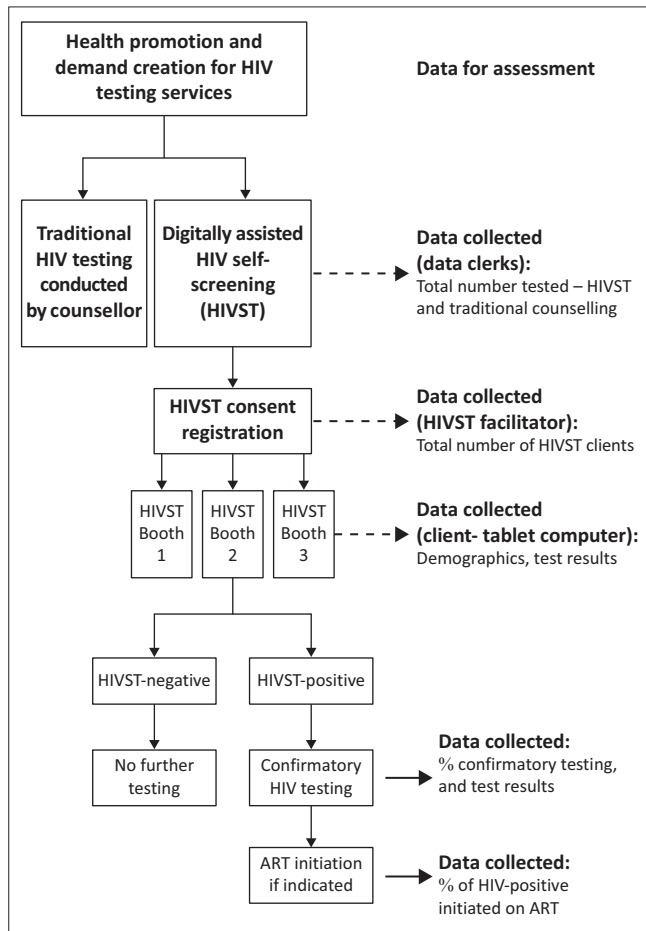 Health promotion and
demand creation for HIV
testing services
Data for assessment
Traditional
HIV testing
conducted
by counsellor
Digitally assisted
HIV self-
screening
(HIVST)
Data collected
(data clerks):
Total number tested – HIVST
and traditional counselling
HIVST consent
registration
Data collected
(HIVST facilitator):
Total number of HIVST clients
HIVST
Booth
1
HIVST
Booth
2
HIVST
Booth
3
Data collected
(client- tablet computer):
Demographics, test results
HIVST-negative
HIVST-positive
No further
testing
Confirmatory
HIV testing
Data collected:
% confirmatory testing,
and test results
ART initiation
if indicated
Data collected:
% of HIV-positive
initiated on ART